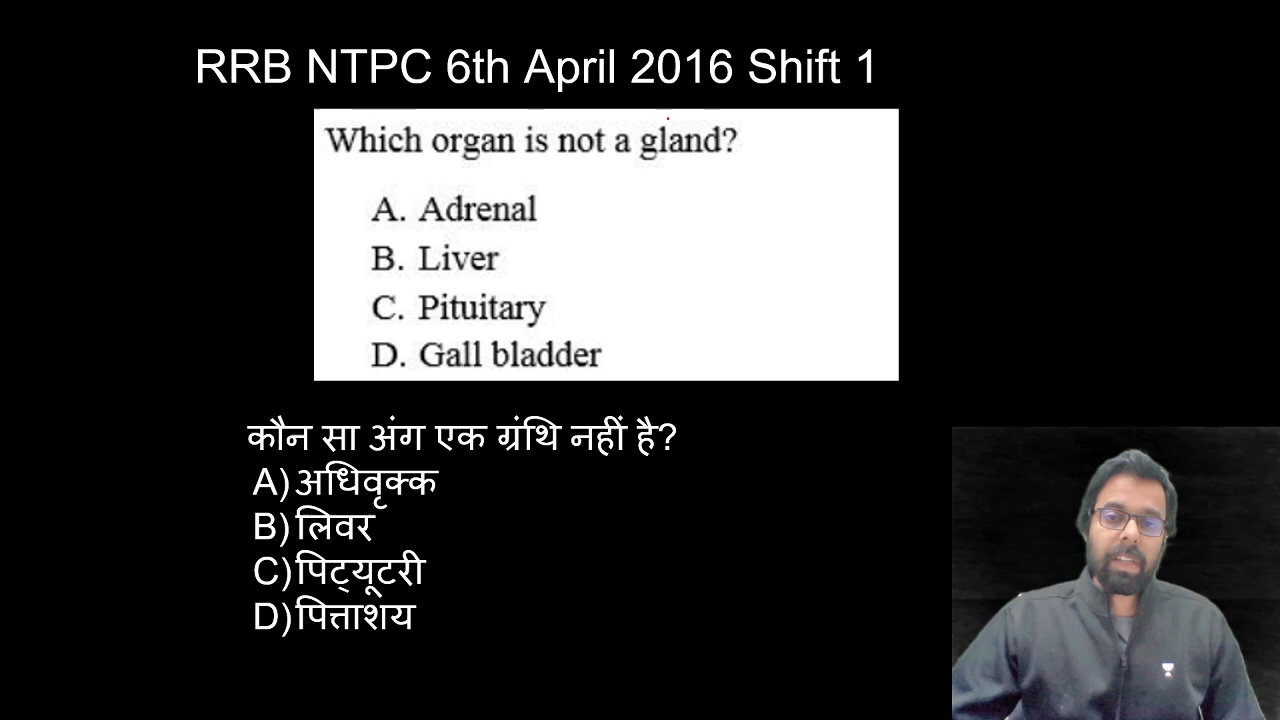 RRB NTPC 6th April 2016 Shift 1
Which organ is not a gland?
A. Adrenal
B. Liver
C. Pituitary
D. Gall bladder
कौन सा अंग एक ग्रंथि नहीं है?
A) अधिवृक्क
B) लिवर
C) पिट्यूटरी
D) पित्ताशय